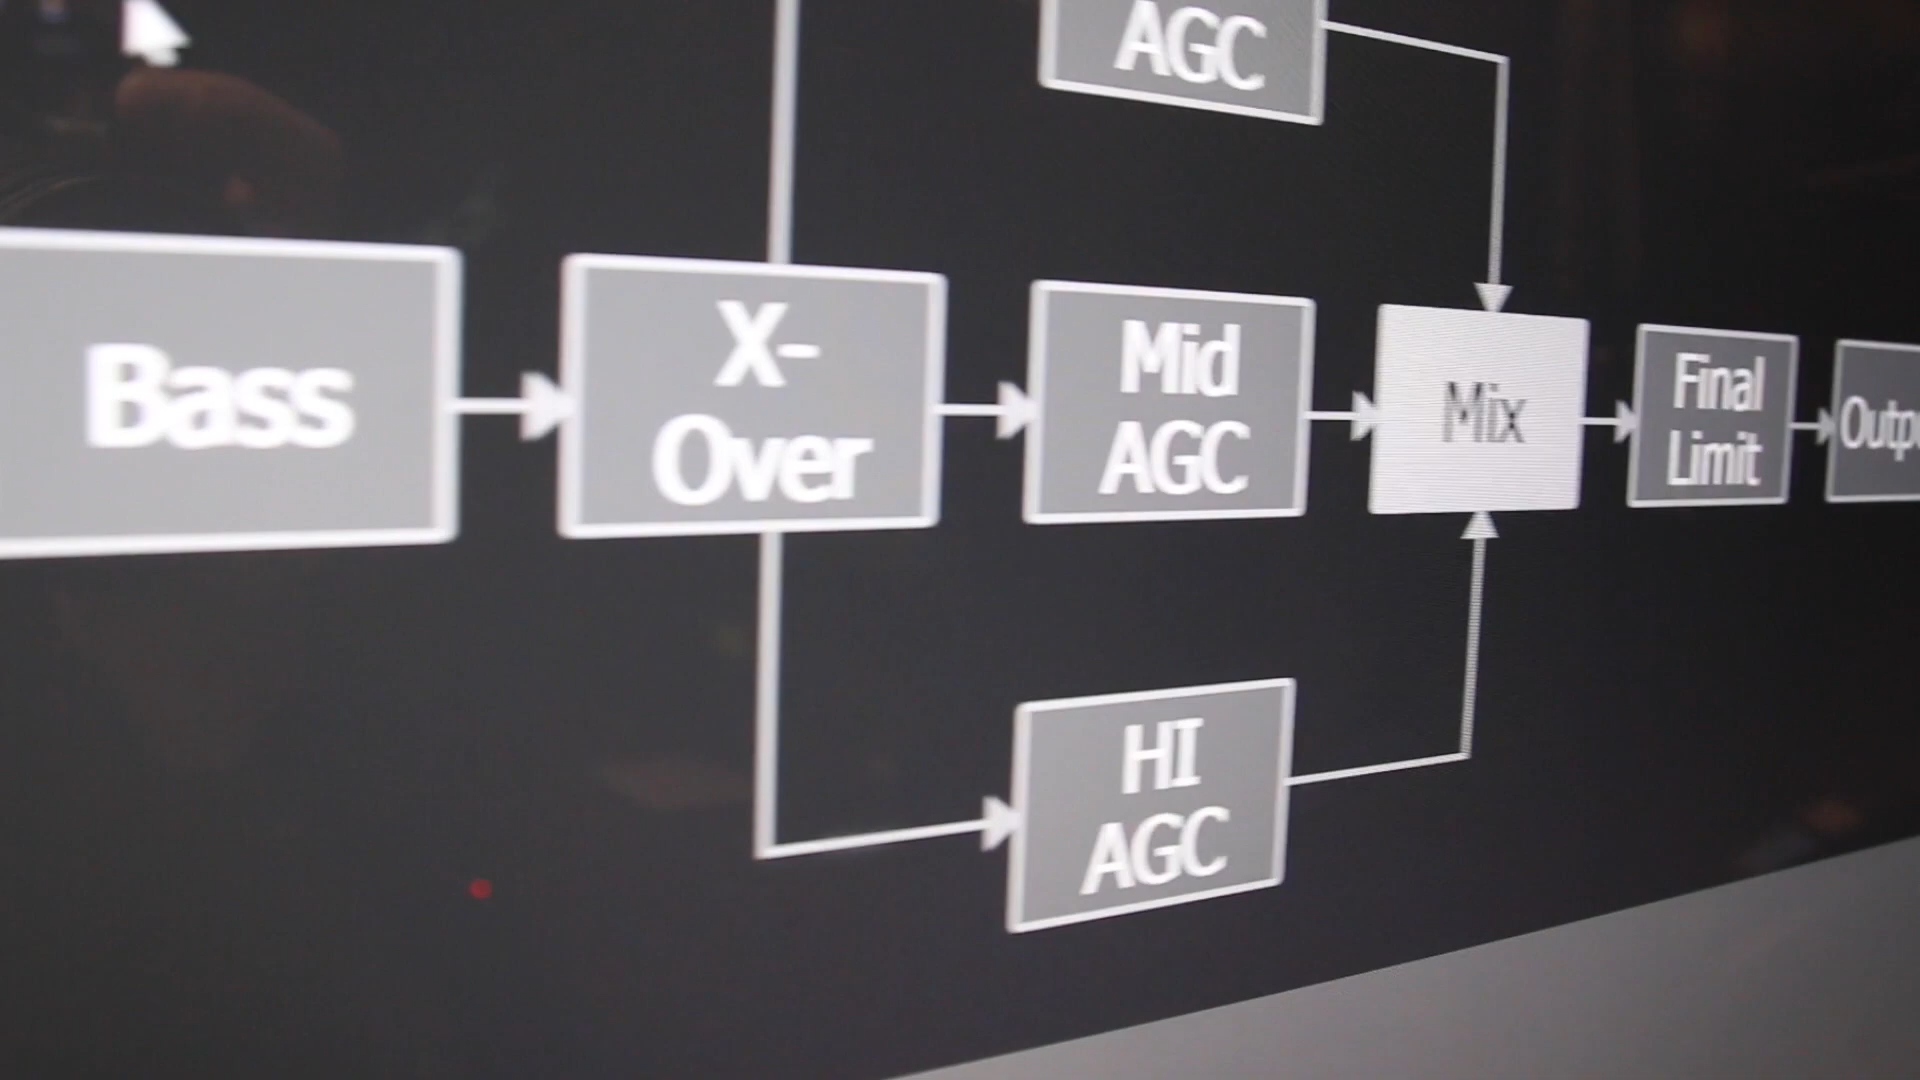 AGC
Bass
X-
Over
Mid
AGC
Mix
Final
Limit
HI
AGC